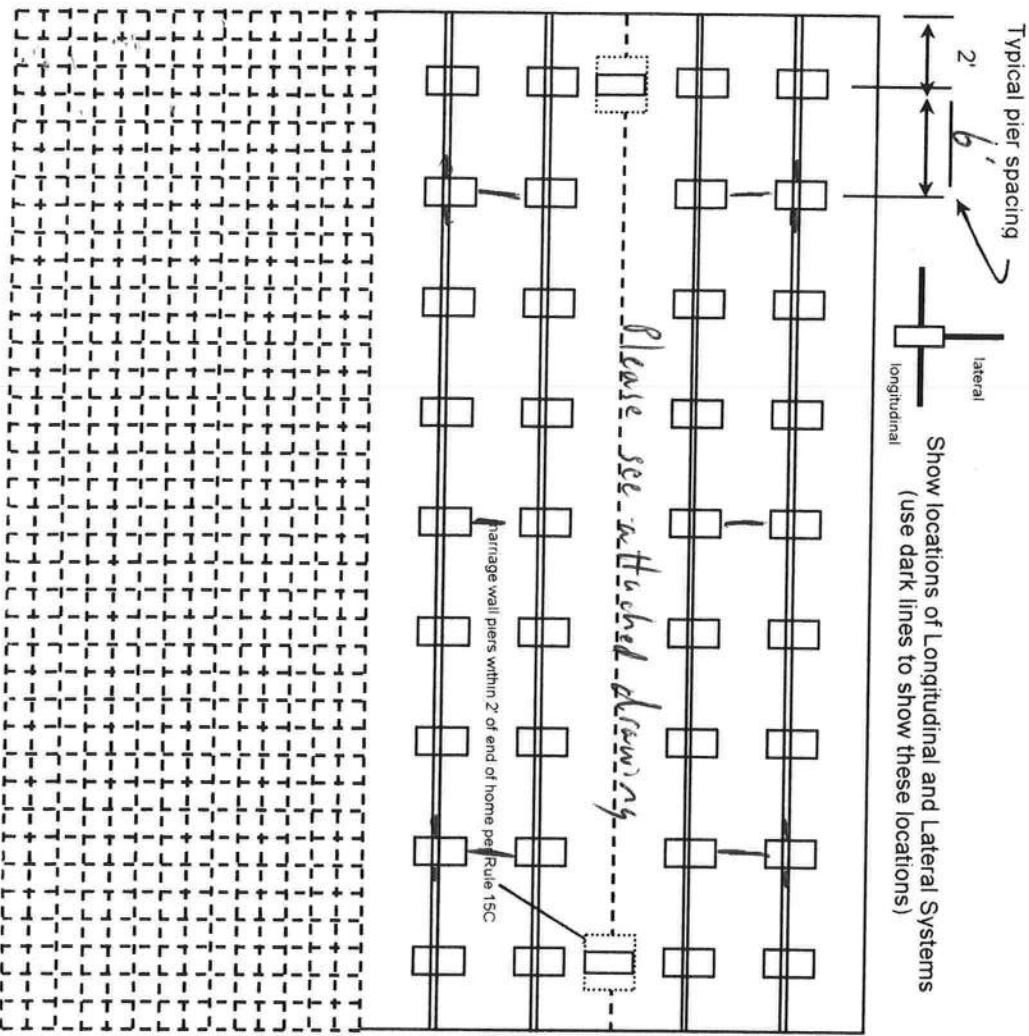 Typical pier spacing
2'
6'
lateral
longitudinal
Show locations of Longitudinal and Lateral Systems
(use dark lines to show these locations)
Please see attached drawing
marriage wall piers within 2' of end of home per Rule 15C